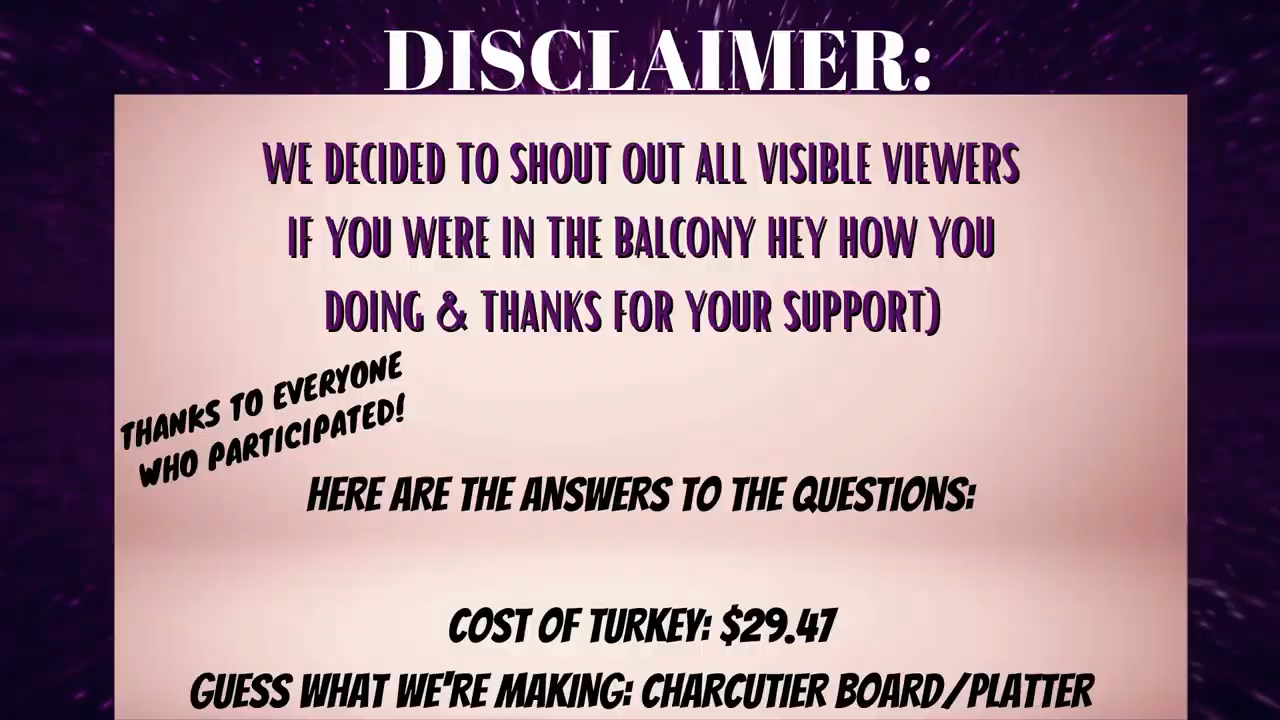 DISCLAIMER:
WE DECIDED TO SHOUT OUT ALL VISIBLE VIEWERS
IF YOU WERE IN THE BALCONY HEY HOW YOU
DOING & THANKS FOR YOUR SUPPORT)
THANKS TO EVERYONE
WHO PARTICIPATED!
HERE ARE THE ANSWERS TO THE QUESTIONS:
COST OF TURKEY: $29.47
GUESS WHAT WE'RE MAKING: CHARCUTIER BOARD/PLATTER